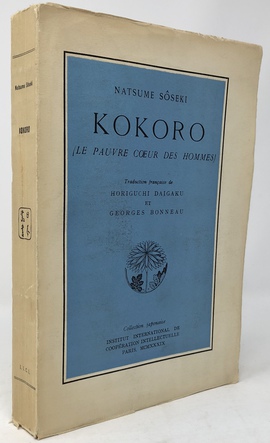 NATSUME SÔSEKI
KOKORO
[LE PAUVRE CŒUR DES HOMMES]
Traduction française de
HORIGUCHI DAIGAKU
ET
GEORGES BONNEAU
Collection japonaise
INSTITUT INTERNATIONAL DE
COOPÉRATION INTELLECTUELLE
PARIS, MCMXXXIX
Natsume Sôseki
KOKORO